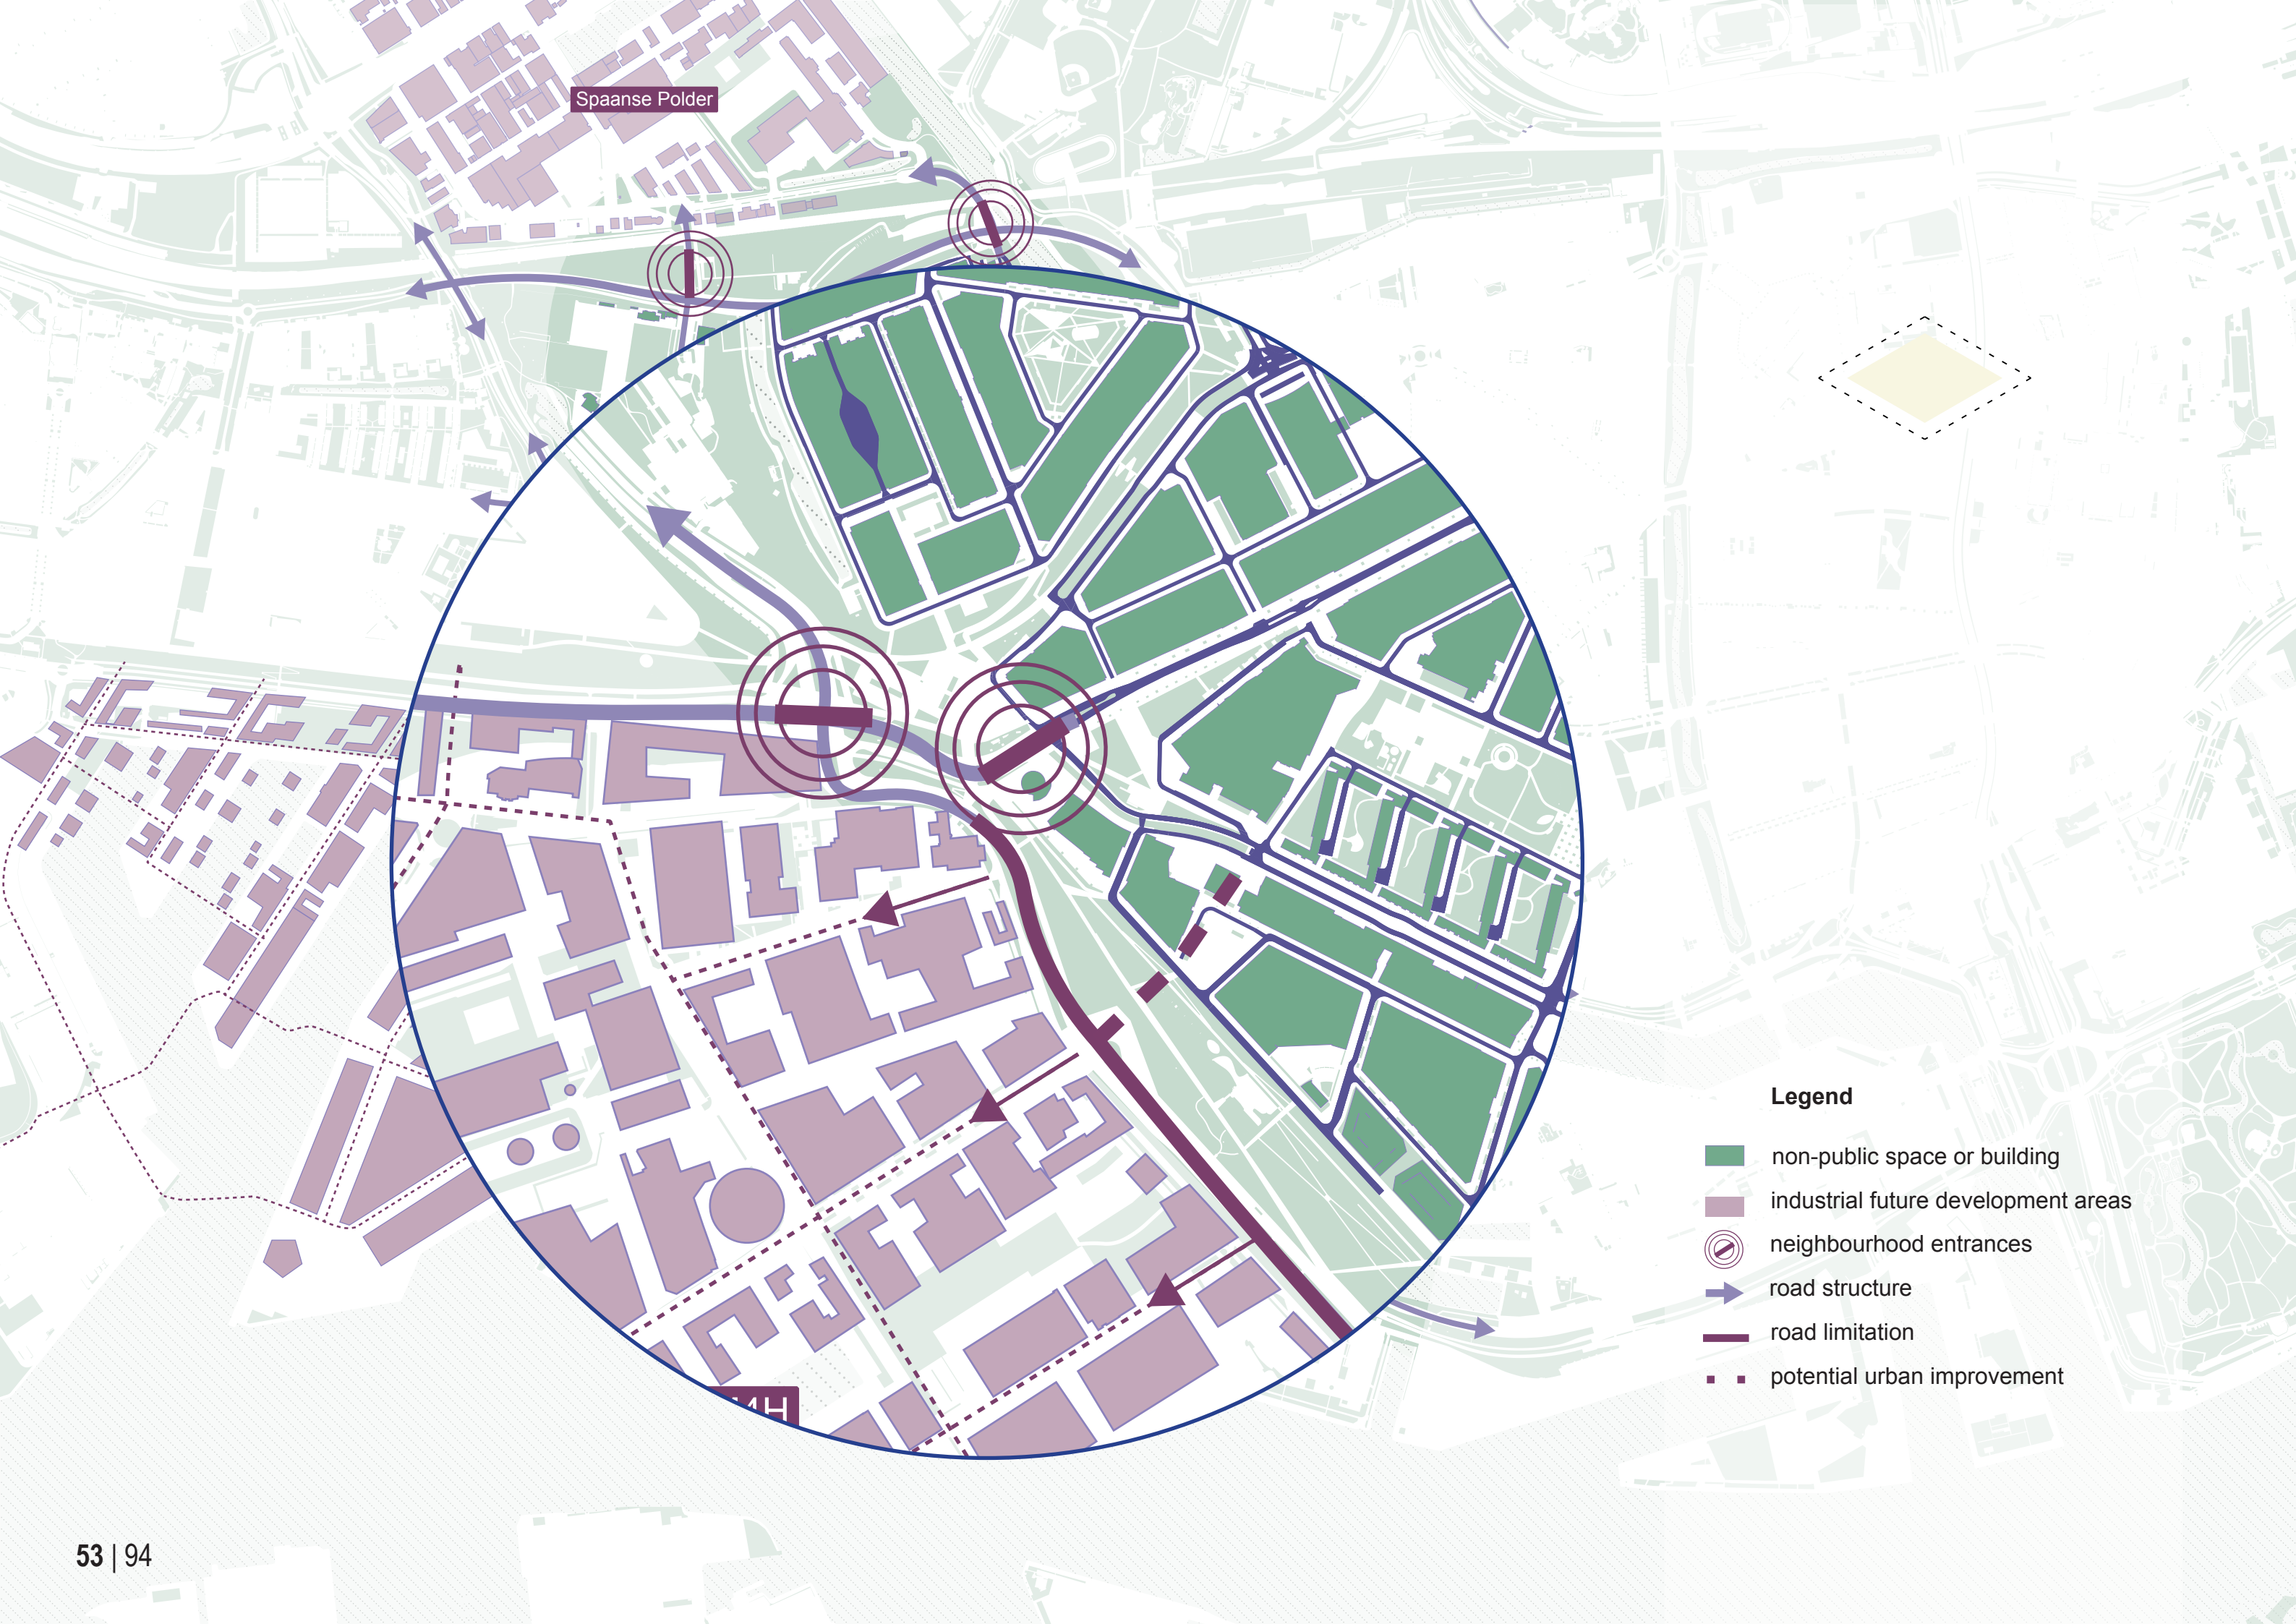 Spaanse Polder
Legend
non-public space or building
industrial future development areas
neighbourhood entrances
road structure
road limitation
potential urban improvement
4H
53 | 94